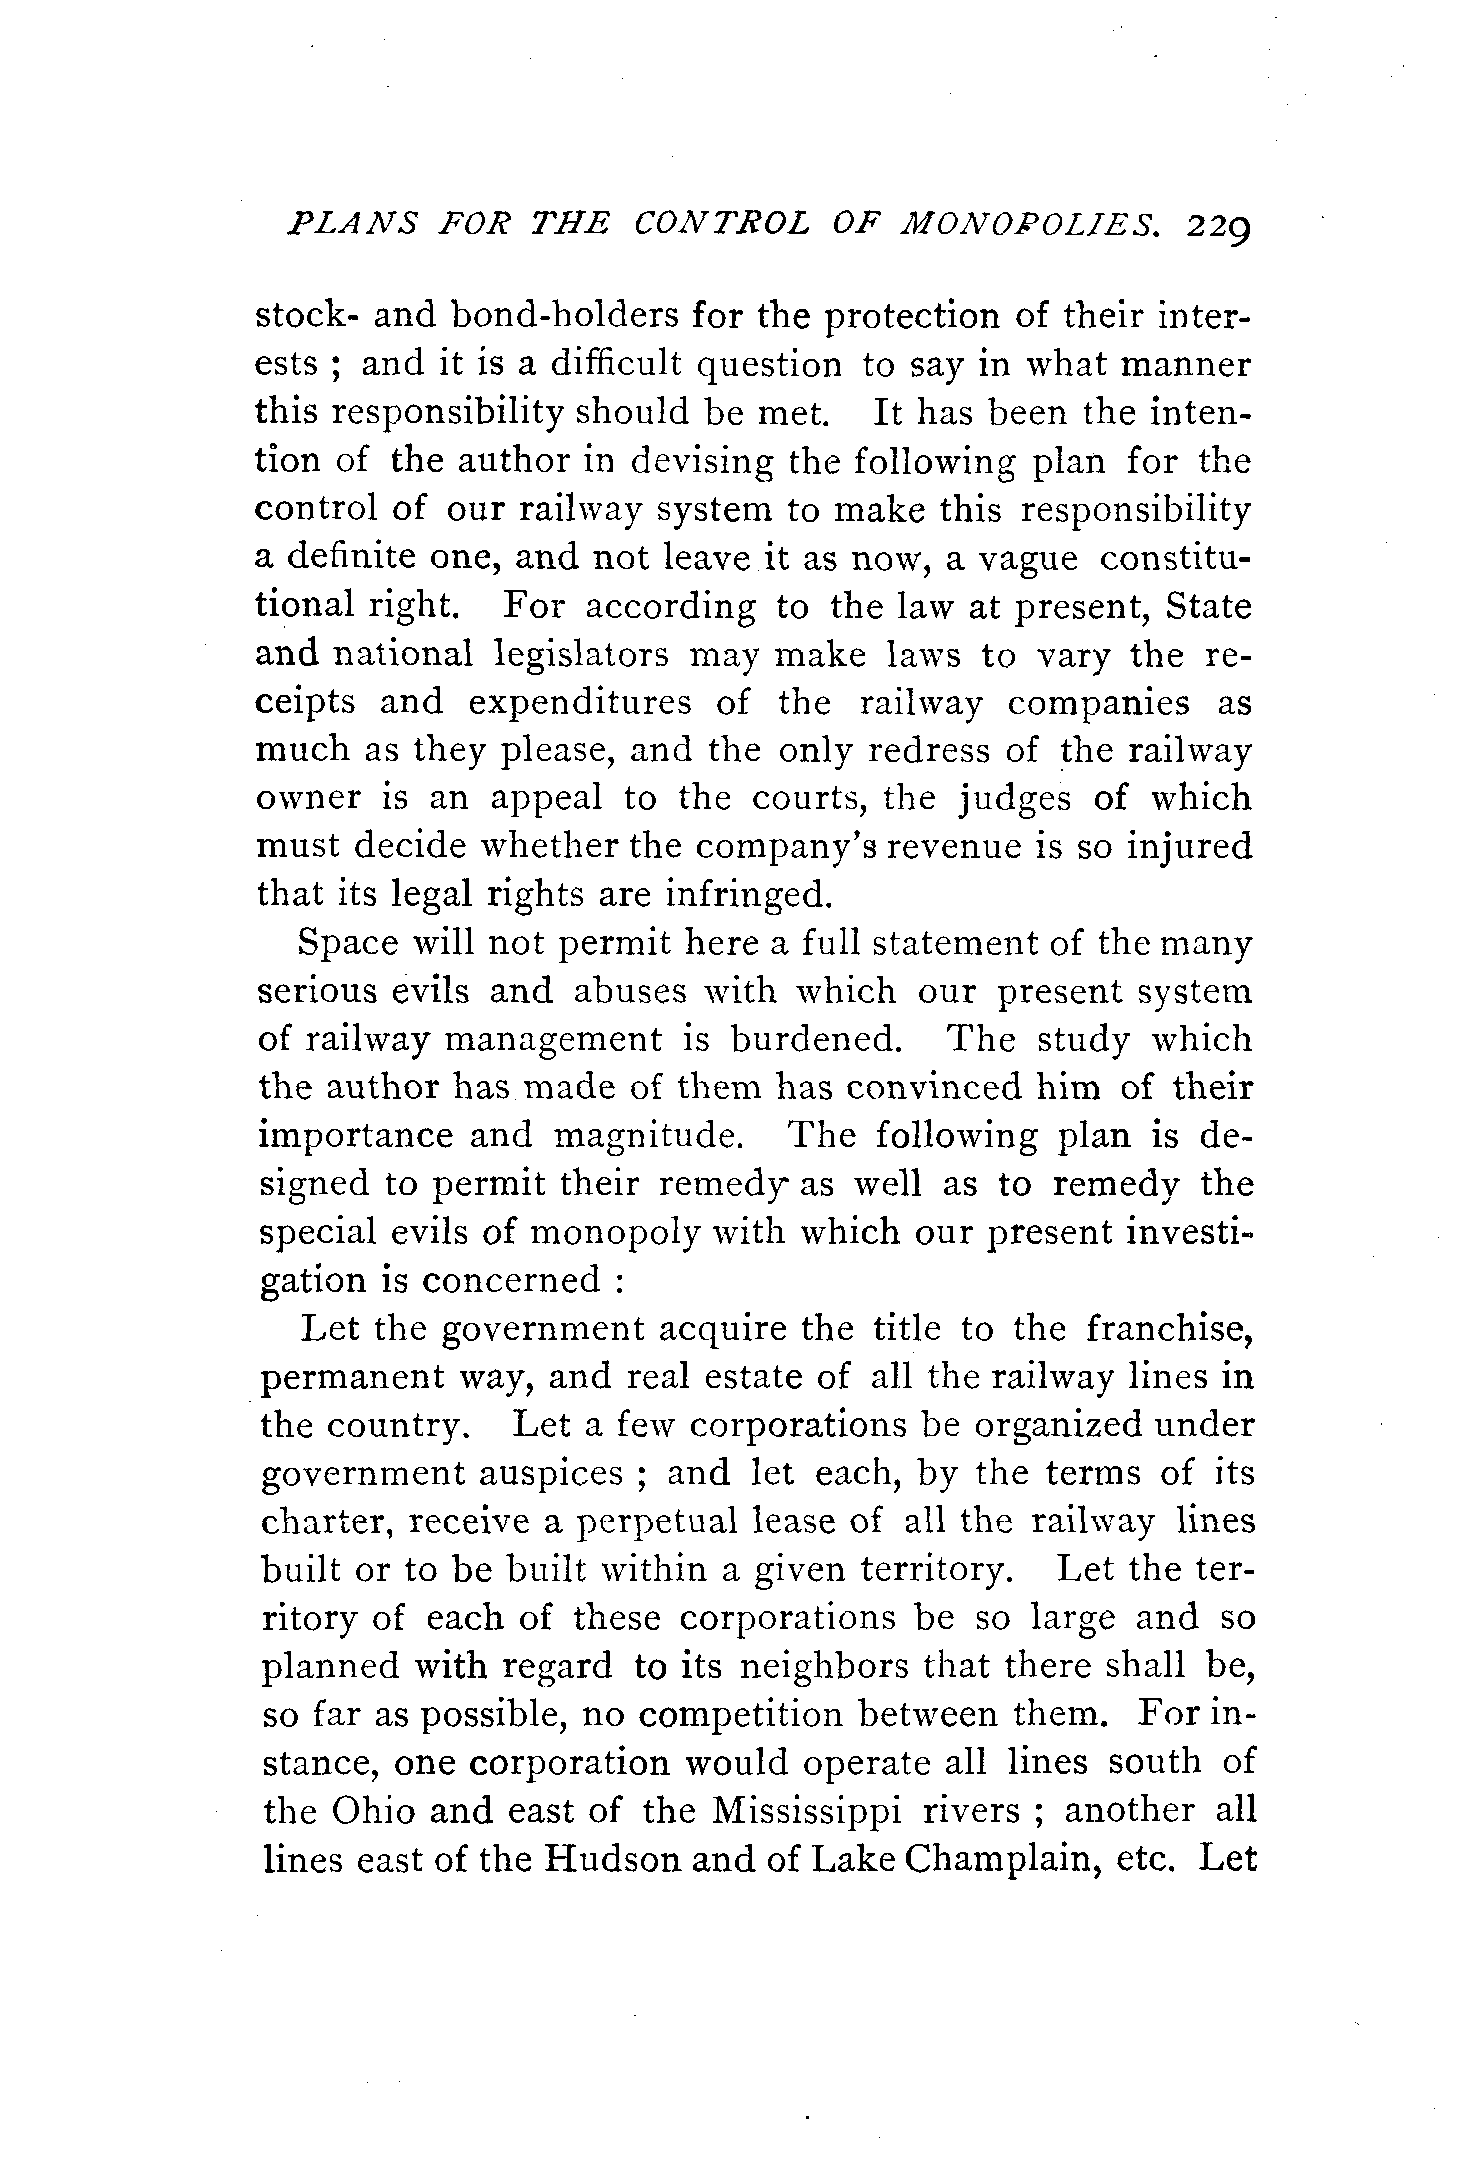 PLANS FOR THE CONTROL OF MONOPOLIES. 229
stock- and bond-holders for the protection of their inter-
ests ; and it is a difficult question to say in what manner
this responsibility should be met. It has been the inten-
tion of the author in devising the following plan for the
control of our railway system to make this responsibility
a definite one, and not leave it as now, a vague constitu-
tional right. For according to the law at present, State
and national legislators may make laws to vary the re-
ceipts and expenditures of the railway companies as
much as they please, and the only redress of the railway
owner is an appeal to the courts, the judges of which
must decide whether the company's revenue is so injured
that its legal rights are infringed.
Space will not permit here a full statement of the many
serious evils and abuses with which our present system
of railway management is burdened. The study which
the author has made of them has convinced him of their
importance and magnitude. The following plan is de-
signed to permit their remedy as well as to remedy the
special evils of monopoly with which our present investi-
gation is concerned :
Let the government acquire the title to the franchise,
permanent way, and real estate of all the railway lines in
the country. Let a few corporations be organized under
government auspices ; and let each, by the terms of its
charter, receive a perpetual lease of all the railway lines
built or to be built within a given territory. Let the ter-
ritory of each of these corporations be so large and so
planned with regard to its neighbors that there shall be,
so far as possible, no competition between them. For in-
stance, one corporation would operate all lines south of
the Ohio and east of the Mississippi rivers ; another all
lines east of the Hudson and of Lake Champlain, etc. Let